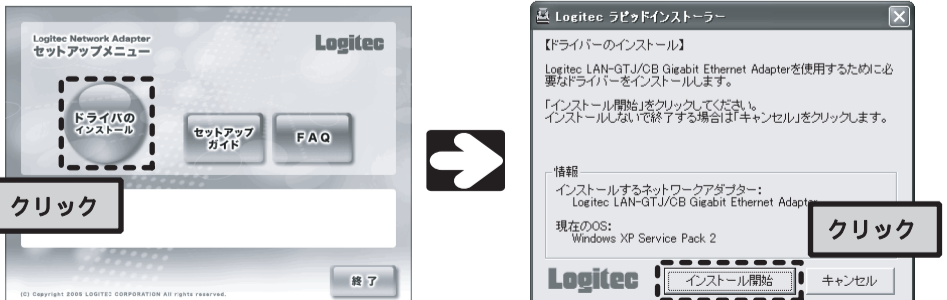 Logitec Network Adapter
セットアップメニュー
Logitec
ドライバの
インストール
セットアップ
ガイド
FAQ
クリック
終了
(C) Copyright 2005 LOGITEC CORPORATION All rights reserved.
Logitec ラピッドインストーラー
【ドライバーのインストール】
Logitec LAN-GTJ/CB Gigabit Ethernet Adapterを使用するために必
要なドライバーをインストールします。
「インストール開始」をクリックしてください。
インストールしないで終了する場合は「キャンセル」をクリックします。
情報
インストールするネットワークアダプター：
Logitec LAN-GTJ/CB Gigabit Ethernet Adapter
現在のOS：
Windows XP Service Pack 2
クリック
Logitec
インストール開始
キャンセル